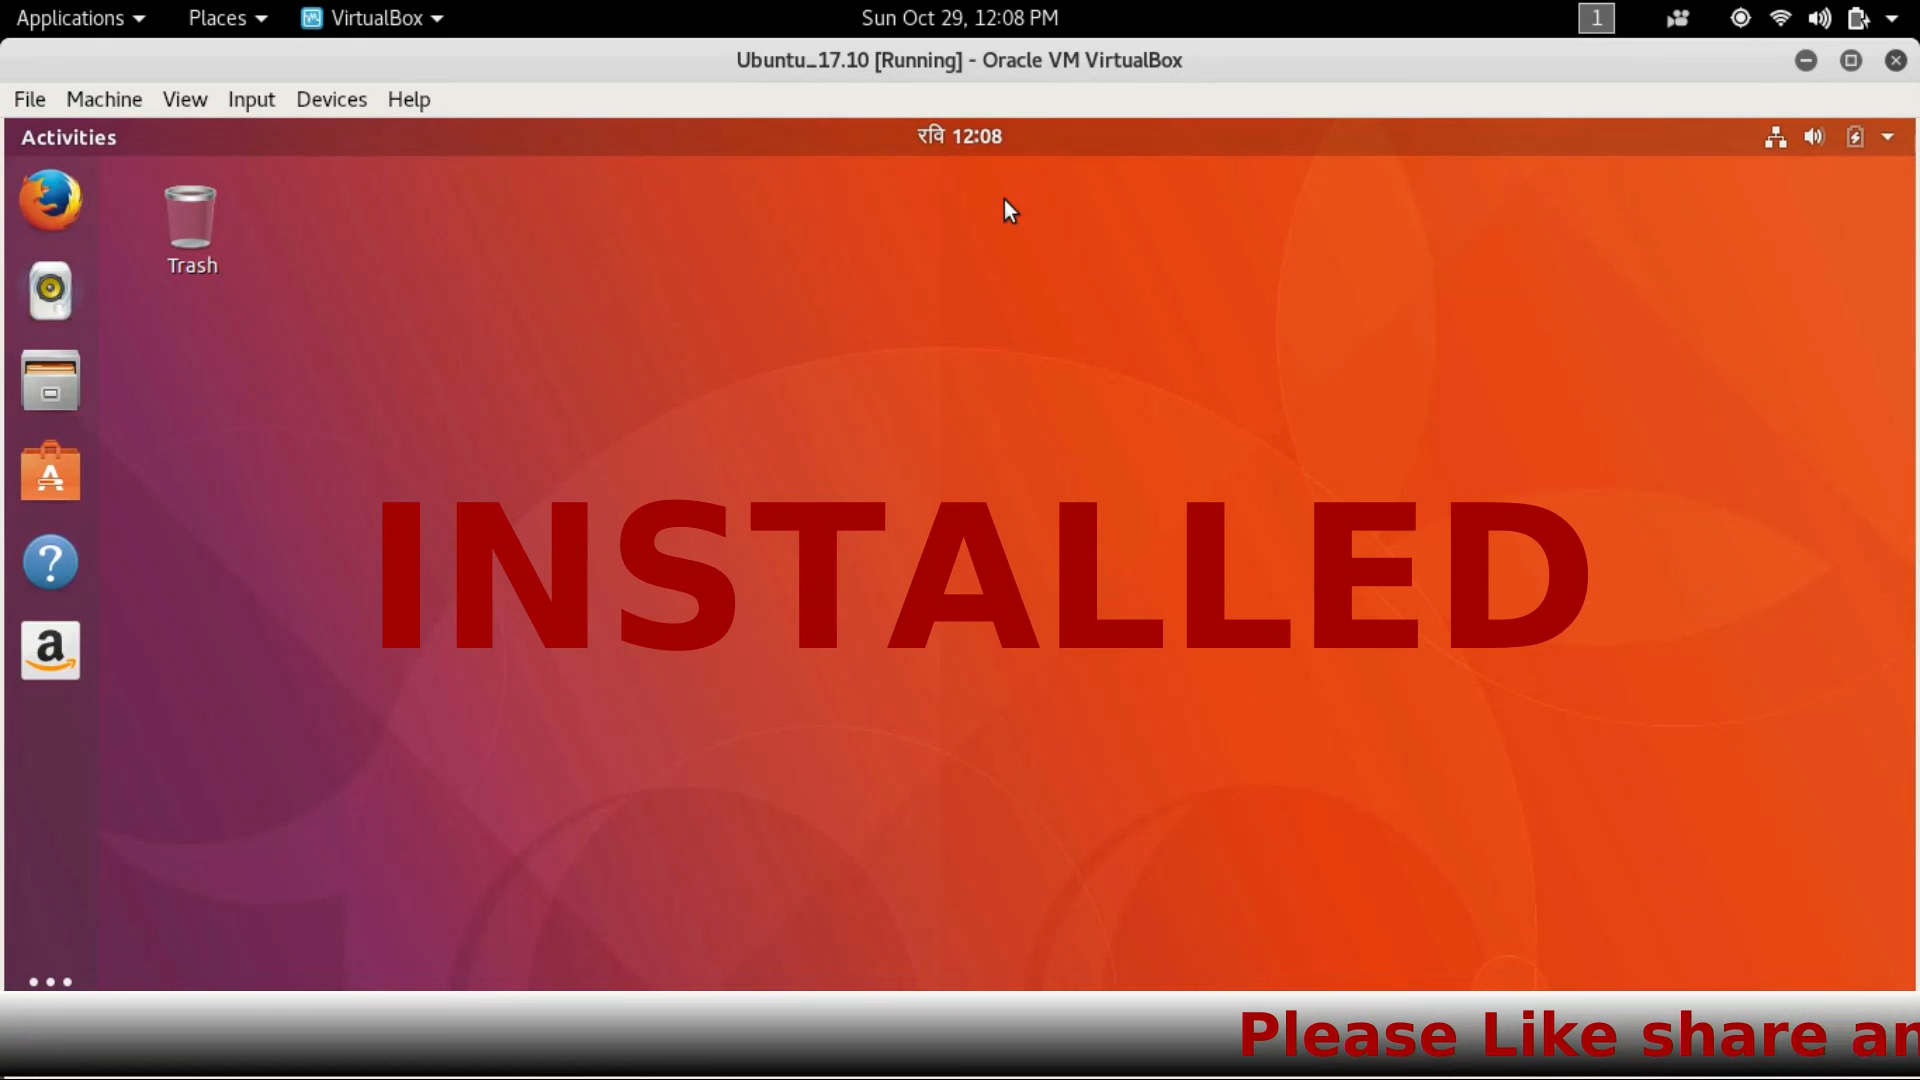 Applications Places VirtualBox Sun Oct 29, 12:08 PM 1
Ubuntu_17.10 [Running] - Oracle VM VirtualBox
File Machine View Input Devices Help
Activities रवि 12:08
Trash
INSTALLED
Please Like share an